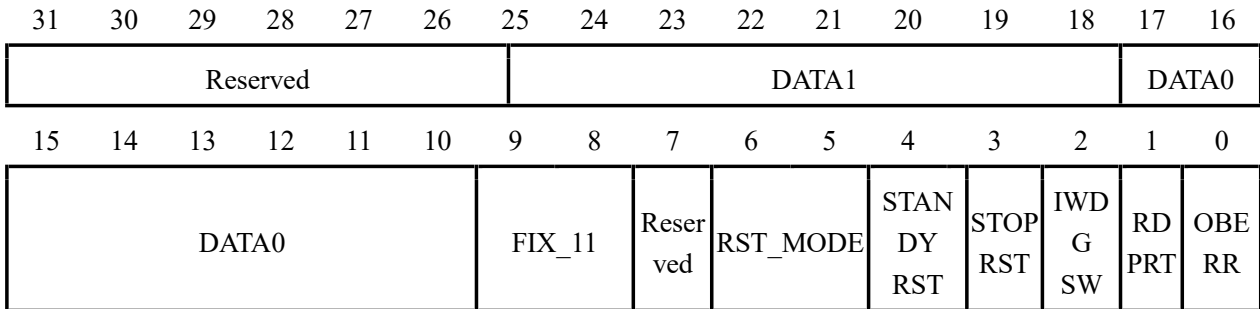 31 30 29 28 27 26 25 24 23 22 21 20 19 18 17 16
Reserved DATA1 DATA0
15 14 13 12 11 10 9 8 7 6 5 4 3 2 1 0
DATA0 FIX_11 Reser
ved RST_MODE STAN
DY
RST STOP
RST IWD
G
SW RD
PRT OBE
RR